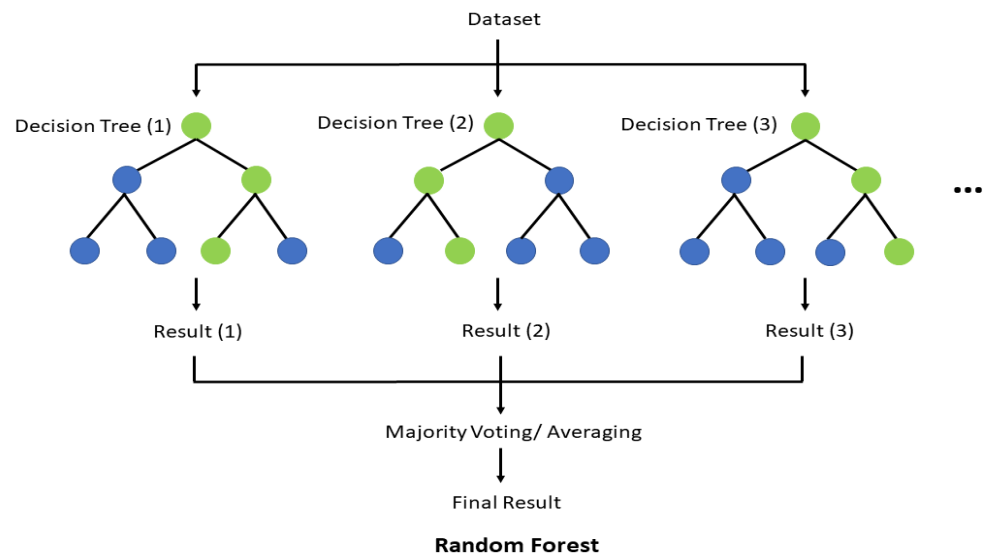 Dataset
Decision Tree (1)
Decision Tree (2)
Decision Tree (3)
...
Result (1)
Result (2)
Result (3)
Majority Voting/ Averaging
Final Result
Random Forest